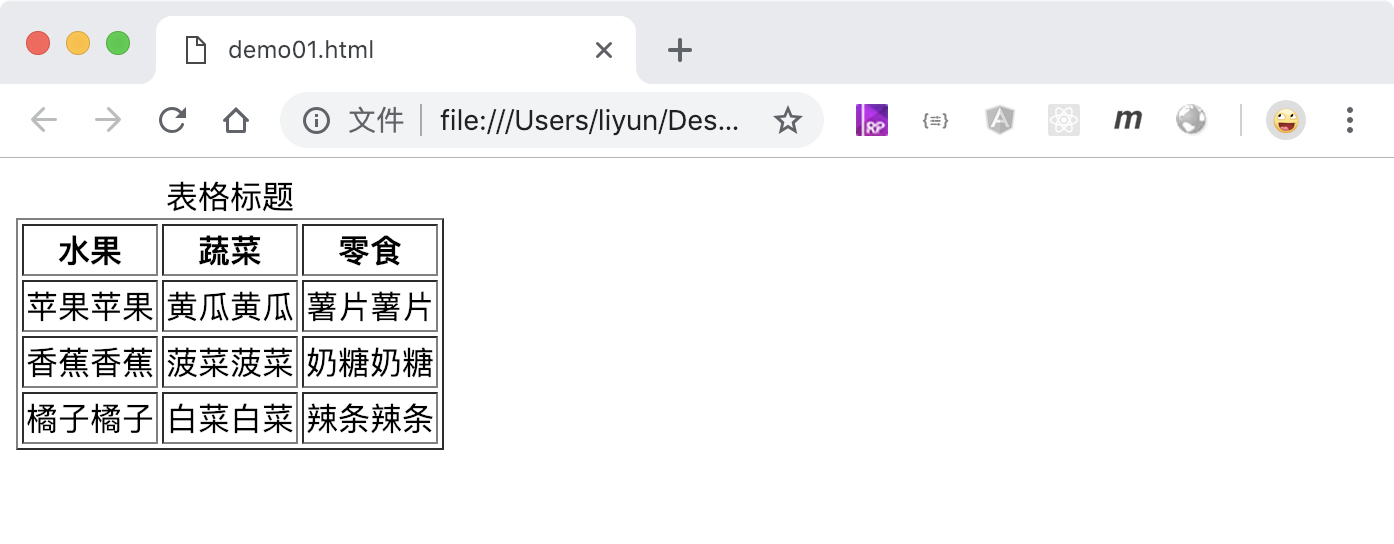 demo01.html
文件 file:///Users/liyun/Des...
RP
{≡}
A
m
表格标题
水果 蔬菜 零食
苹果苹果 黄瓜黄瓜 薯片薯片
香蕉香蕉 菠菜菠菜 奶糖奶糖
橘子橘子 白菜白菜 辣条辣条